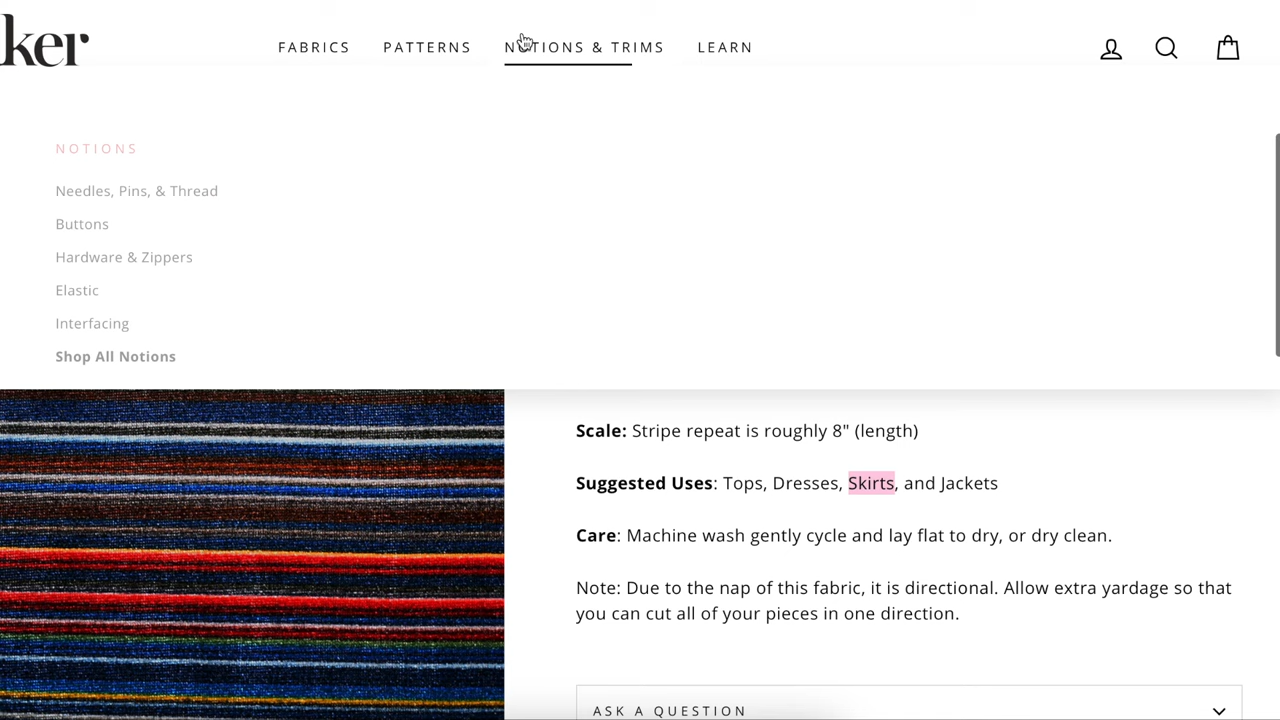 ker
FABRICS PATTERNS NOTIONS & TRIMS LEARN
NOTIONS
Needles, Pins, & Thread
Buttons
Hardware & Zippers
Elastic
Interfacing
Shop All Notions
Scale: Stripe repeat is roughly 8" (length)
Suggested Uses: Tops, Dresses, Skirts, and Jackets
Care: Machine wash gently cycle and lay flat to dry, or dry clean.
Note: Due to the nap of this fabric, it is directional. Allow extra yardage so that
you can cut all of your pieces in one direction.
ASK A QUESTION